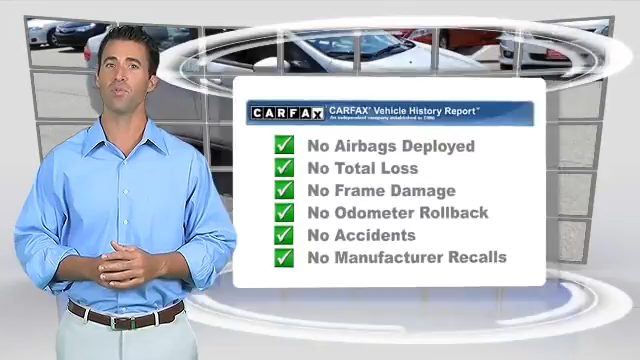 CARFAX CARFAX® Vehicle History Report™
An independent company established in 1986
No Airbags Deployed
No Total Loss
No Frame Damage
No Odometer Rollback
No Accidents
No Manufacturer Recalls